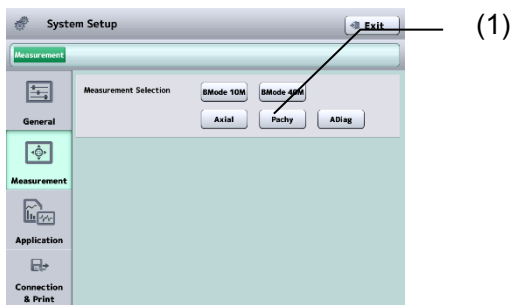 System Setup
Exit
(1)
Measurement
Measurement Selection
BMode 10M
BMode 40M
Axial
Pachy
ADiag
General
Measurement
Application
Connection
& Print